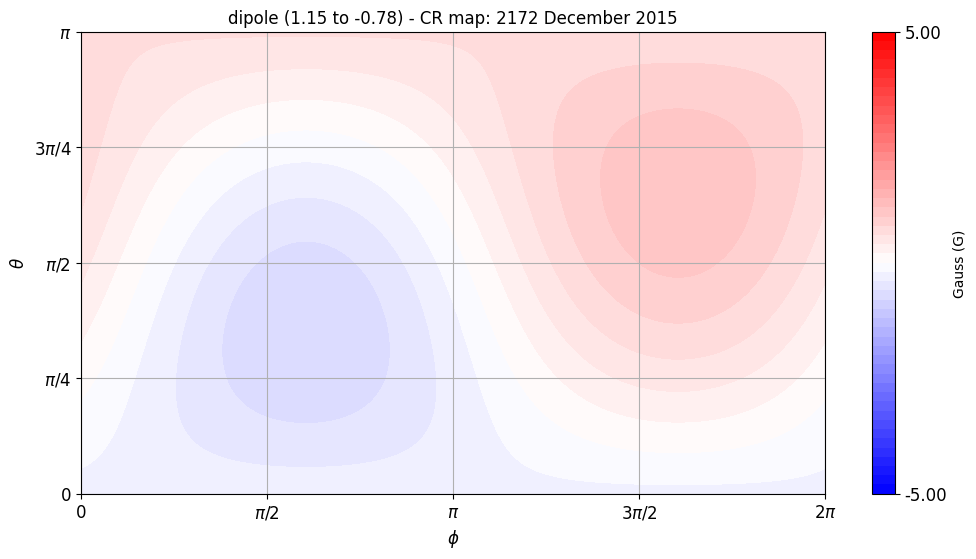 dipole (1.15 to -0.78) - CR map: 2172 December 2015
π
3π/4
π/2
π/4
0
θ
0
π/2
π
3π/2
2π
ϕ
5.00
-5.00
Gauss (G)